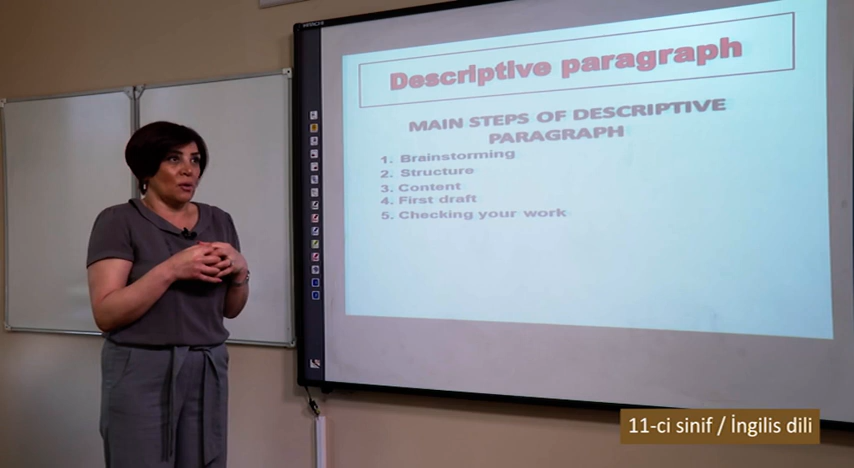 HITACHI
Descriptive paragraph
MAIN STEPS OF DESCRIPTIVE
PARAGRAPH
1. Brainstorming
2. Structure
3. Content
4. First draft
5. Checking your work
11-ci sinif / İngilis dili